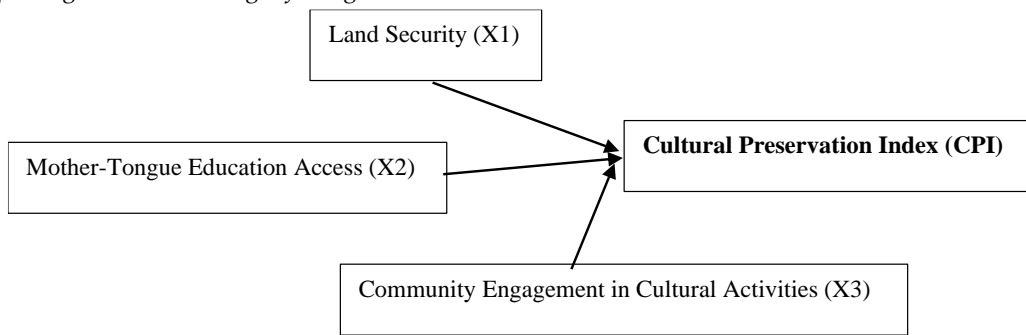 Land Security (X1)
Cultural Preservation Index (CPI)
Mother-Tongue Education Access (X2)
Community Engagement in Cultural Activities (X3)